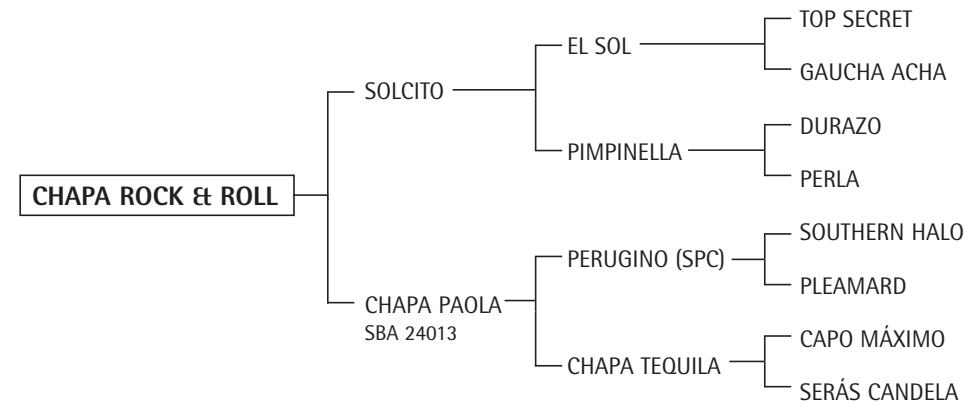 TOP SECRET
EL SOL
GAUCHA ACHA
SOLCITO
DURAZO
PIMPINELLA
PERLA
CHAPA ROCK & ROLL
SOUTHERN HALO
PERUGINO (SPC)
PLEAMARD
CHAPA PAOLA
SBA 24013
CAPO MÁXIMO
CHAPA TEQUILA
SERÁS CANDELA